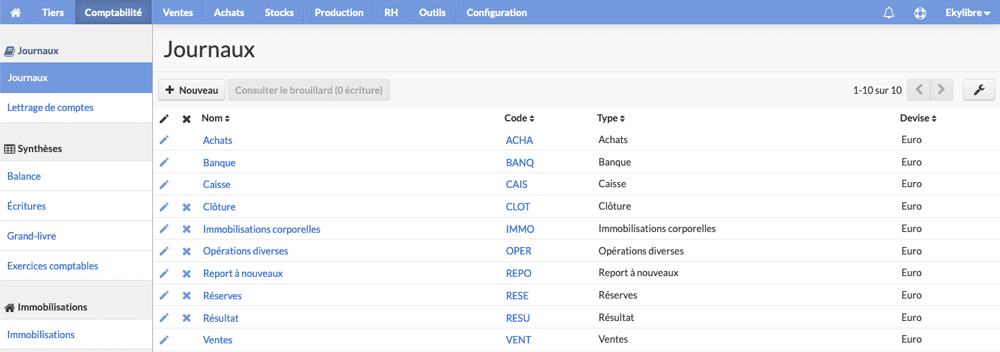 Tiers Comptabilité Ventes Achats Stocks Production RH Outils Configuration Ekylibre
Journaux
Journaux
Lettrage de comptes
Synthèses
Balance
Écritures
Grand-livre
Exercices comptables
Immobilisations
Immobilisations
Journaux
Nouveau Consulter le brouillard (0 écriture) 1-10 sur 10
Nom Code Type Devise
Achats ACHA Achats Euro
Banque BANQ Banque Euro
Caisse CAIS Caisse Euro
Clôture CLOT Clôture Euro
Immobilisations corporelles IMMO Immobilisations corporelles Euro
Opérations diverses OPER Opérations diverses Euro
Report à nouveaux REPO Report à nouveaux Euro
Réserves RESE Réserves Euro
Résultat RESU Résultat Euro
Ventes VENT Ventes Euro